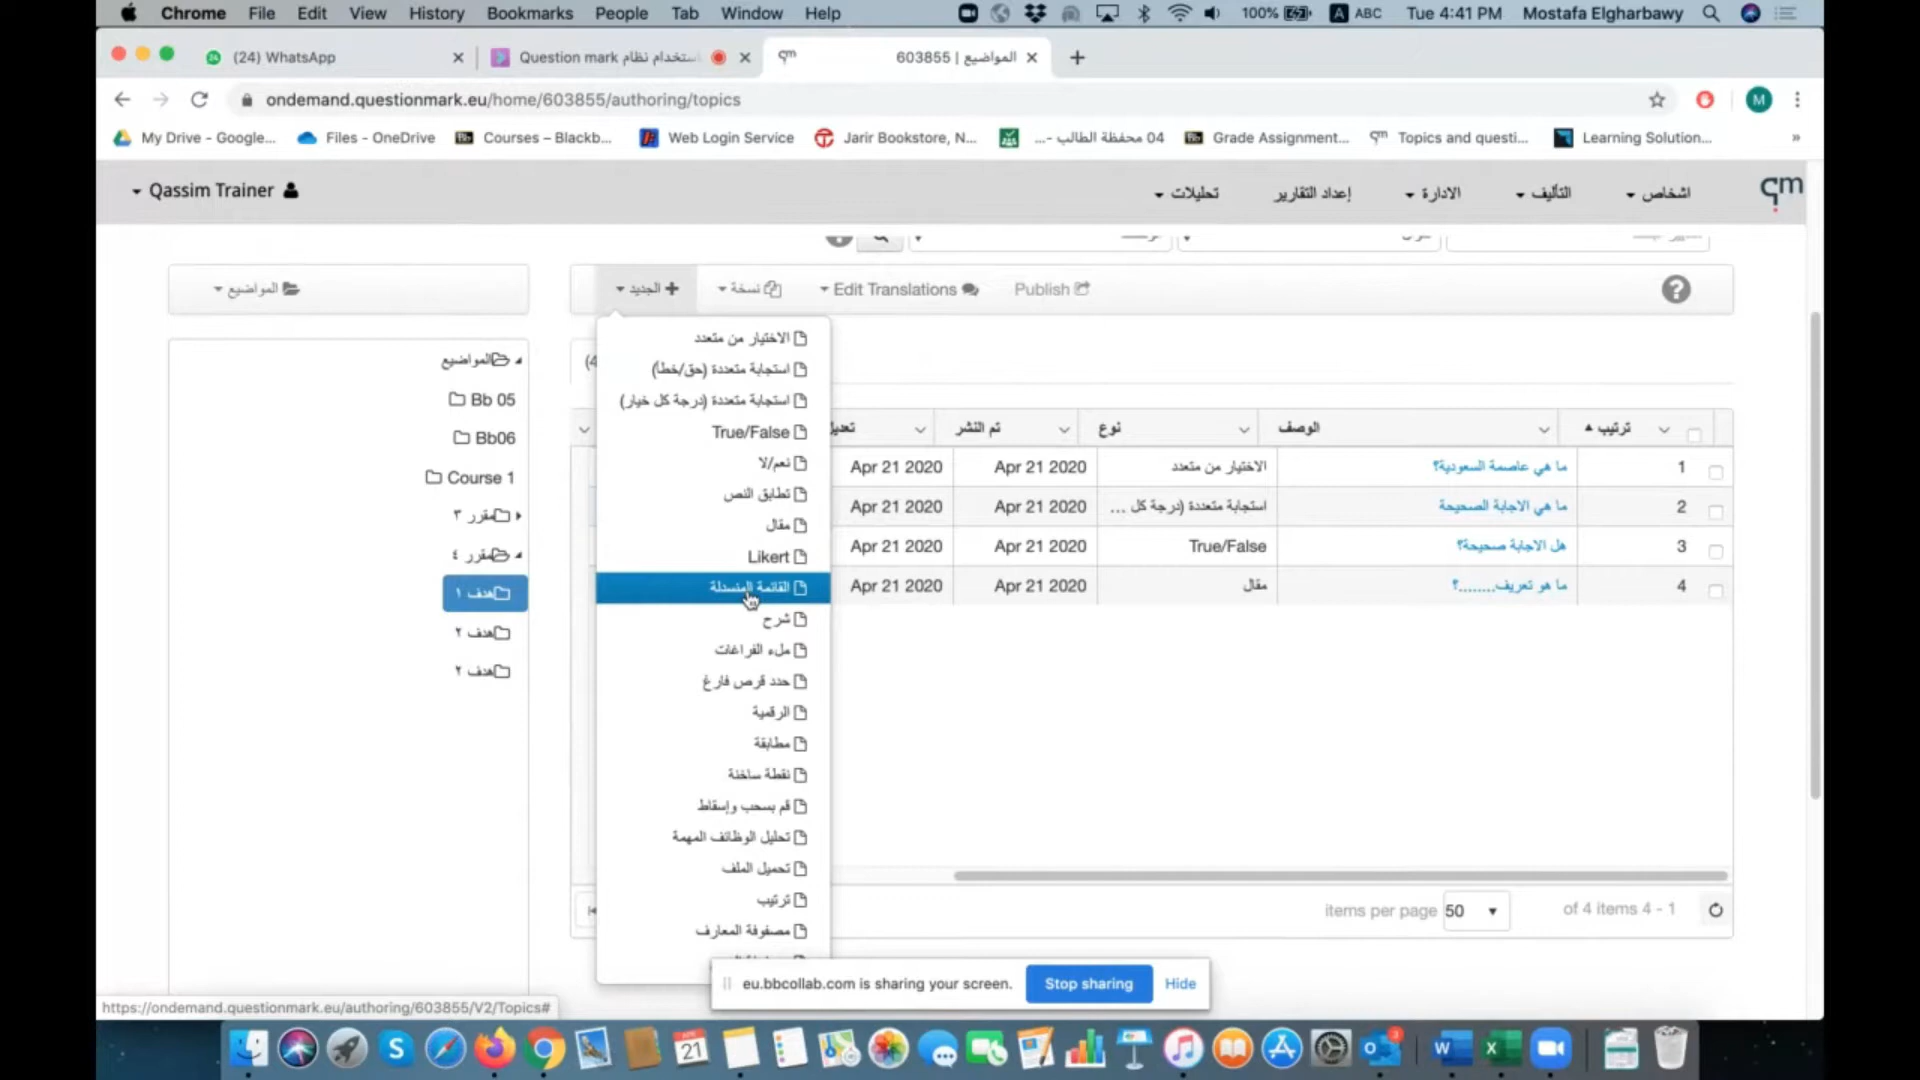 Chrome File Edit View History Bookmarks People Tab Window Help 100% A ABC Tue 4:41 PM Mostafa Elgharbawy
(24) WhatsApp
Question mark استخدام نظام
603855 | المواضيع
ondemand.questionmark.eu/home/603855/authoring/topics
M
My Drive - Google... Files - OneDrive Courses – Blackb... Web Login Service Jarir Bookstore, N... 04 محفظة الطالب -... Grade Assignment... Topics and questi... Learning Solution... »
Qassim Trainer
اشخاص
التأليف
الادارة
إعداد التقارير
تحليلات
qm
المواضيع
الجديد
نسخة
Edit Translations
Publish
?
المواضيع
Bb 05
Bb06
Course 1
مقرر ٣
مقرر ٤
هدف ١
هدف ٢
هدف ٢
الاختيار من متعدد
استجابة متعددة (حق/خطأ)
استجابة متعددة (درجة كل خيار)
True/False
نعم/لا
تطابق النص
مقال
Likert
القائمة المنسدلة
شرح
ملء الفراغات
حدد قرص فارغ
الرقمية
مطابقة
نقطة ساخنة
قم بسحب وإسقاط
تحليل الوظائف المهمة
تحميل الملف
ترتيب
مصفوفة المعارف
(4
ترتيب الوصف نوع تم النشر تعديل
1 ما هي عاصمة السعودية؟ الاختيار من متعدد Apr 21 2020 Apr 21 2020
2 ما هي الاجابة الصحيحة استجابة متعددة (درجة كل ... Apr 21 2020 Apr 21 2020
3 هل الاجابة صحيحة؟ True/False Apr 21 2020 Apr 21 2020
4 ما هو تعريف........؟ مقال Apr 21 2020 Apr 21 2020
items per page 50 of 4 items 4 - 1
eu.bbcollab.com is sharing your screen. Stop sharing Hide
https://ondemand.questionmark.eu/authoring/603855/V2/Topics#
21
3